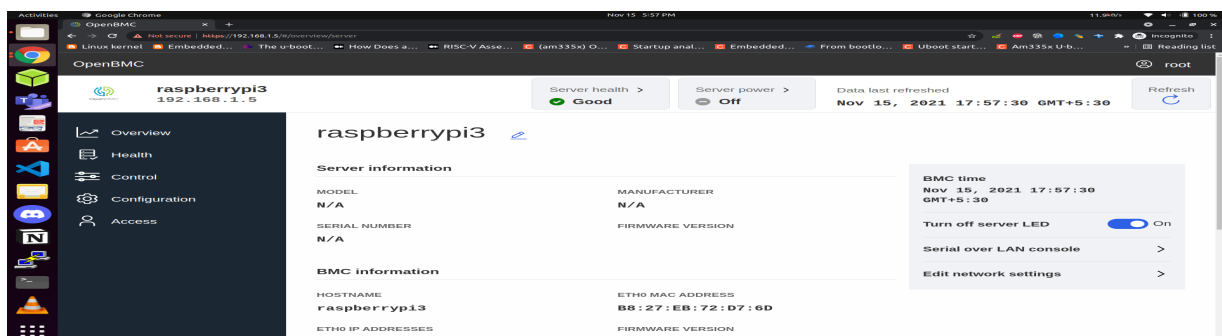 Activities
Google Chrome
Nov 15 5:57 PM
100 %
OpenBMC
Not secure | https://192.168.1.5/#/overview/server
Incognito
Linux kernel
Embedded...
The u-boot...
How Does a...
RISC-V Asse...
(am335x) O...
Startup anal...
Embedded...
From bootlo...
Uboot start...
Am335x U-b...
»
Reading list
OpenBMC
root
raspberrypi3
192.168.1.5
Server health >
Good
Server power >
Off
Data last refreshed
Nov 15, 2021 17:57:30 GMT+5:30
Refresh
Overview
Health
Control
Configuration
Access
raspberrypi3
Server information
MODEL
N/A
MANUFACTURER
N/A
SERIAL NUMBER
N/A
FIRMWARE VERSION
BMC information
HOSTNAME
raspberrypi3
ETH0 MAC ADDRESS
B8:27:EB:72:D7:6D
ETH0 IP ADDRESSES
FIRMWARE VERSION
BMC time
Nov 15, 2021 17:57:30
GMT+5:30
Turn off server LED
On
Serial over LAN console >
Edit network settings >